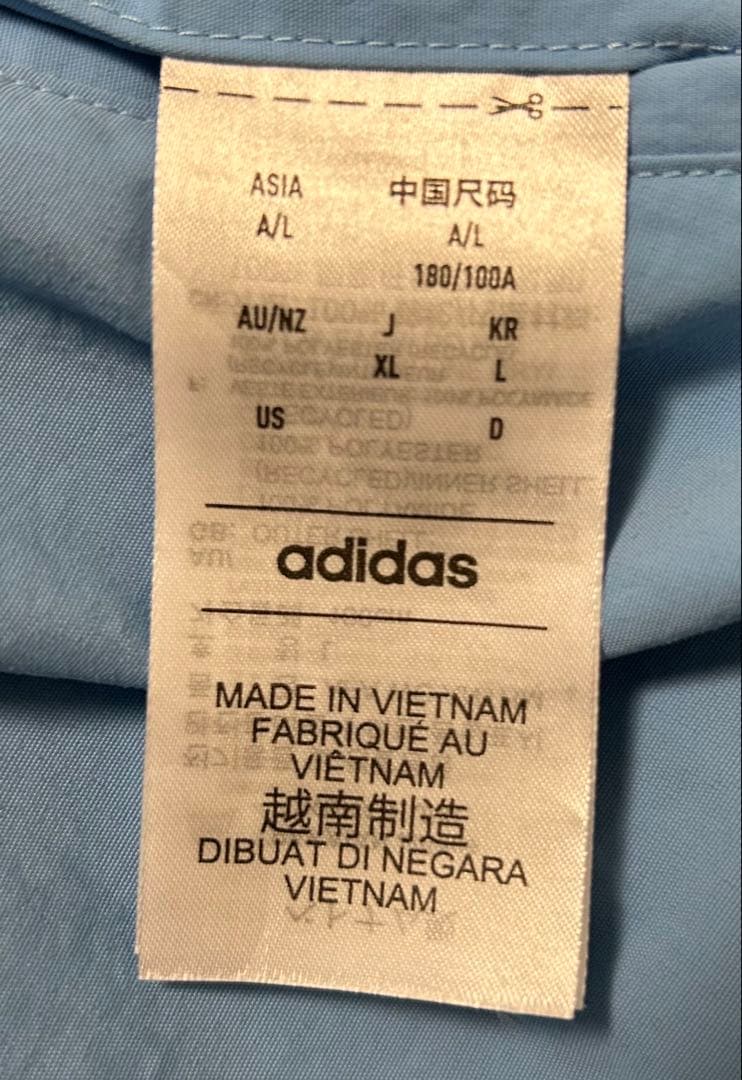 ASIA 中国尺码
A/L A/L
180/100A
AU/NZ J KR
XL L
US D
adidas
MADE IN VIETNAM
FABRIQUÉ AU
VIÊTNAM
越南制造
DIBUAT DI NEGARA
VIETNAM